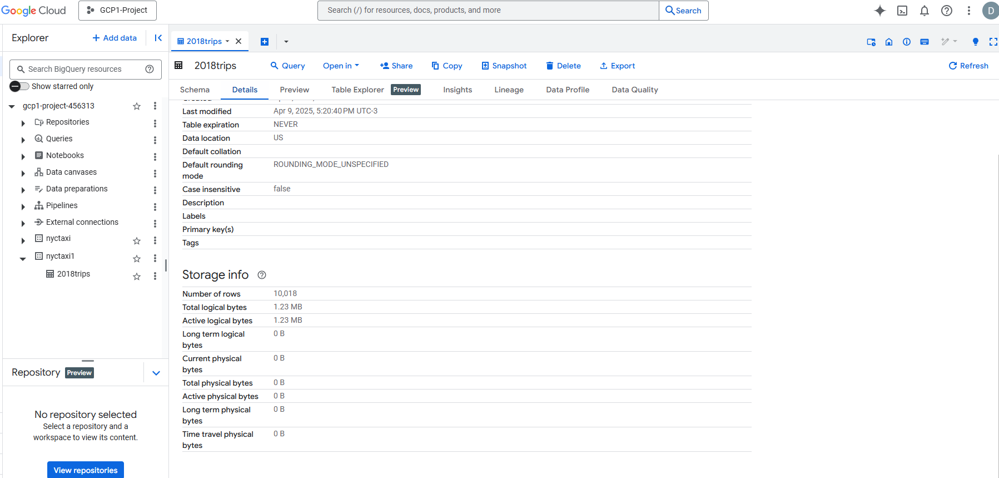 Google Cloud
GCP1-Project
Search (/) for resources, docs, products, and more
Search
D
Explorer
+ Add data
2018trips
Search BigQuery resources
Show starred only
gcp1-project-456313
Repositories
Queries
Notebooks
Data canvases
Data preparations
Pipelines
External connections
nyctaxi
nyctaxi1
2018trips
Repository Preview
No repository selected
Select a repository and a
workspace to view its content.
View repositories
2018trips
Query
Open in
Share
Copy
Snapshot
Delete
Export
Refresh
Schema
Details
Preview
Table Explorer Preview
Insights
Lineage
Data Profile
Data Quality
Created
Last modified Apr 9, 2025, 5:20:40 PM UTC-3
Table expiration NEVER
Data location US
Default collation
Default rounding mode ROUNDING_MODE_UNSPECIFIED
Case insensitive false
Description
Labels
Primary key(s)
Tags
Storage info
Number of rows 10,018
Total logical bytes 1.23 MB
Active logical bytes 1.23 MB
Long term logical bytes 0 B
Current physical bytes 0 B
Total physical bytes 0 B
Active physical bytes 0 B
Long term physical bytes 0 B
Time travel physical bytes 0 B